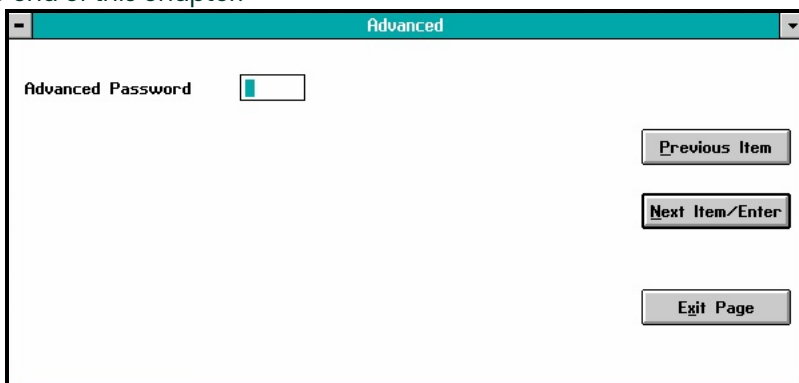 end of this chapter.
Advanced
Advanced Password
Previous Item
Next Item/Enter
Exit Page